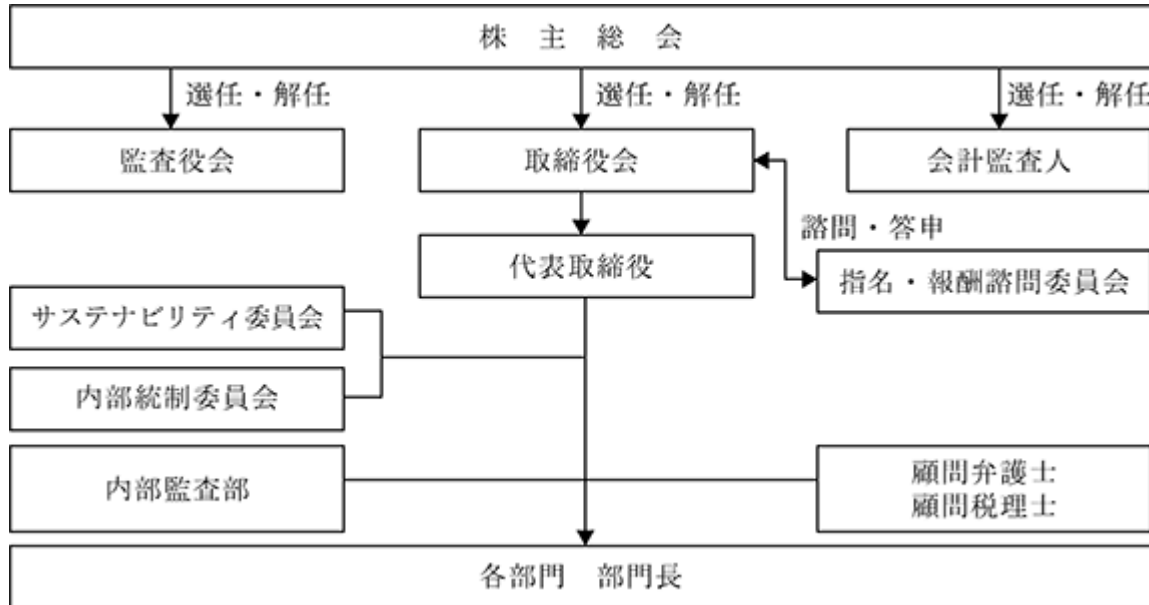 株 主 総 会
選任・解任
選任・解任
選任・解任
監査役会
取締役会
会計監査人
諮問・答申
代表取締役
指名・報酬諮問委員会
サステナビリティ委員会
内部統制委員会
内部監査部
顧問弁護士
顧問税理士
各部門 部門長